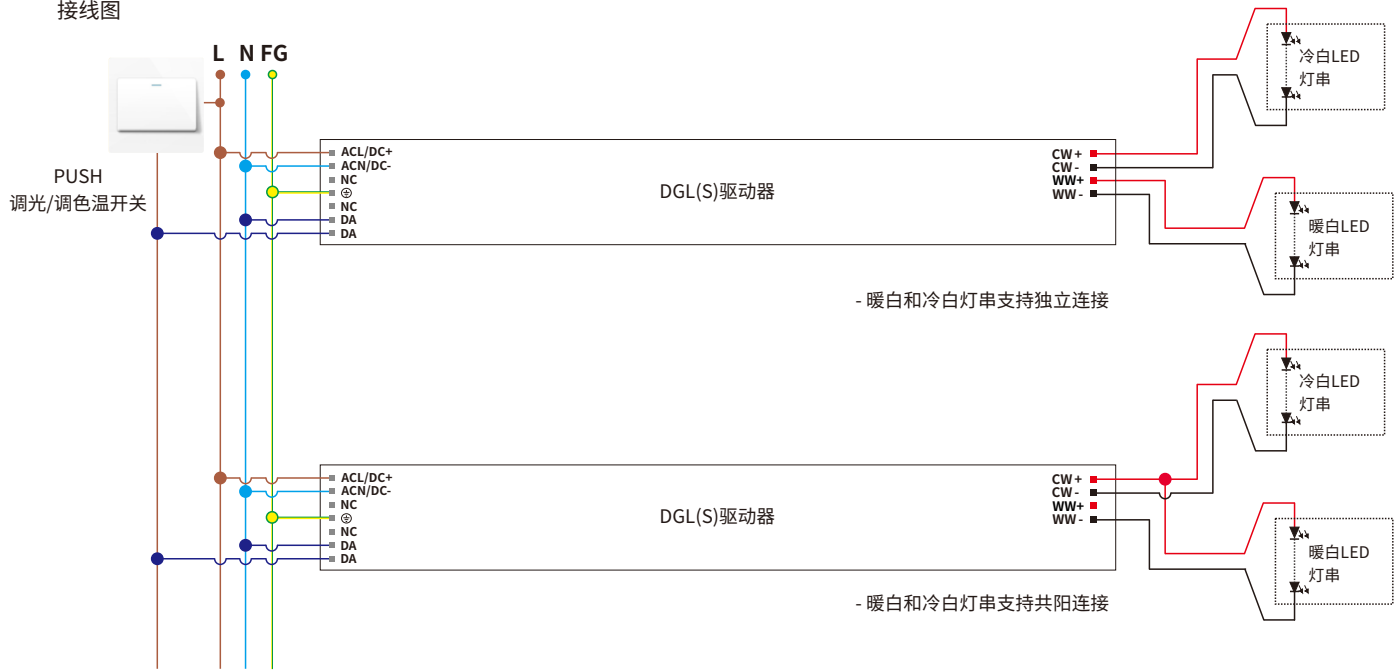 接线图
L N FG
PUSH
调光/调色温开关
ACL/DC+
ACN/DC-
NC
NC
DA
DA
DGL(S)驱动器
CW+
CW-
WW+
WW-
冷白LED
灯串
暖白LED
灯串
- 暖白和冷白灯串支持独立连接
ACL/DC+
ACN/DC-
NC
NC
DA
DA
DGL(S)驱动器
CW+
CW-
WW+
WW-
冷白LED
灯串
暖白LED
灯串
- 暖白和冷白灯串支持共阳连接